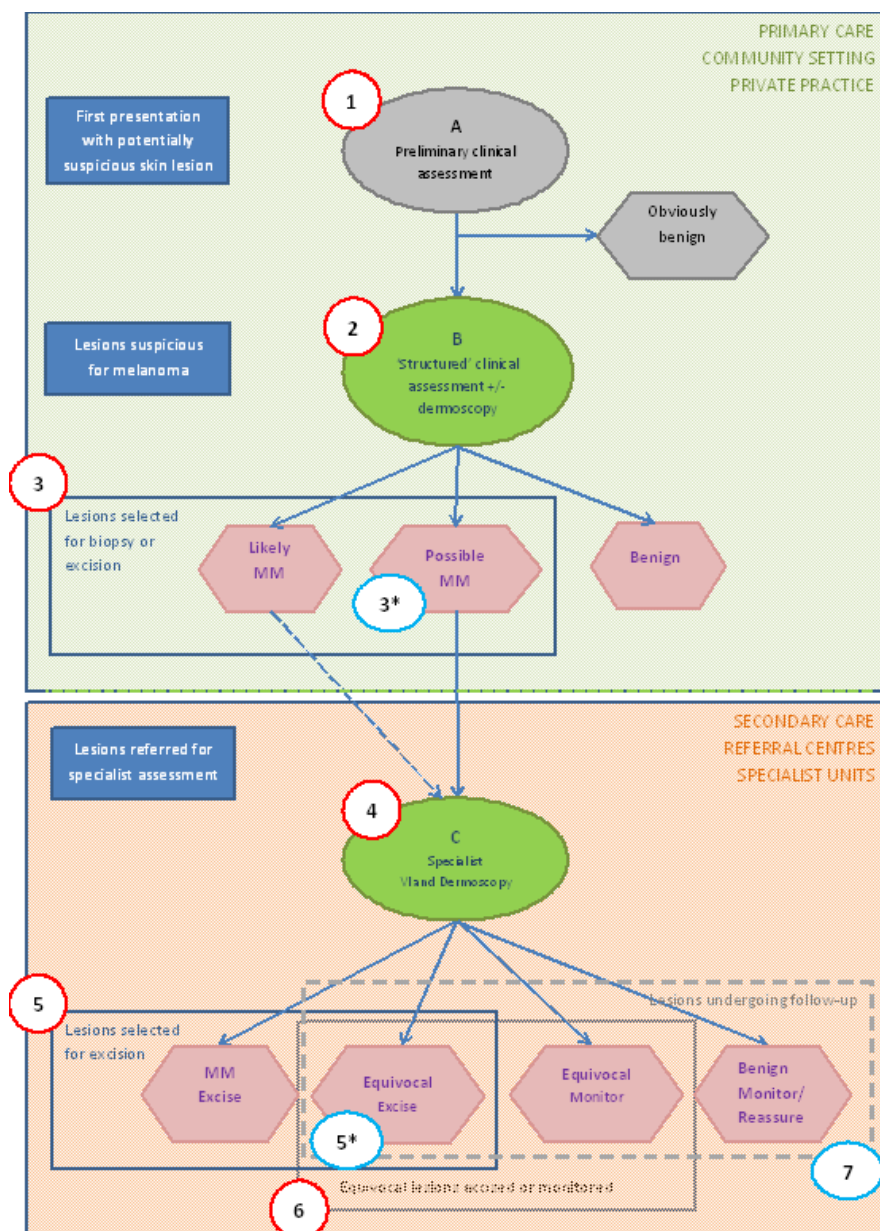 PRIMARY CARE
COMMUNITY SETTING
PRIVATE PRACTICE
First presentation
with potentially
suspicious skin lesion
1
A
Preliminary clinical
assessment
Obviously
benign
Lesions suspicious
for melanoma
2
B
'Structured' clinical
assessment +/-
dermoscopy
3
Lesions selected
for biopsy or
excision
Likely
MM
Possible
MM
3*
Benign
Lesions referred for
specialist assessment
SECONDARY CARE
REFERRAL CENTRES
SPECIALIST UNITS
4
C
Specialist
VI and Dermoscopy
5
Lesions selected
for excision
Lesions undergoing follow-up
MM
Excise
Equivocal
Excise
5*
Equivocal
Monitor
Benign
Monitor/
Reassure
7
Equivocal lesions or monitored
6